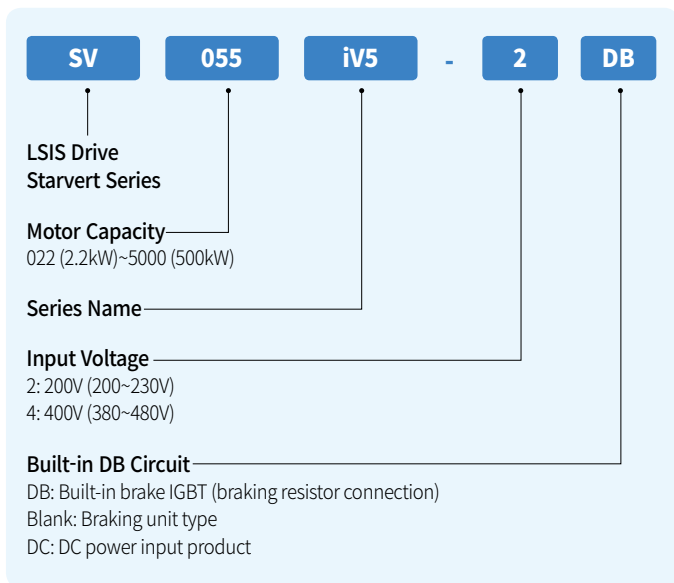 SV 055 iV5 - 2 DB
LSIS Drive
Starvert Series
Motor Capacity
022 (2.2kW)~5000 (500kW)
Series Name
Input Voltage
2: 200V (200~230V)
4: 400V (380~480V)
Built-in DB Circuit
DB: Built-in brake IGBT (braking resistor connection)
Blank: Braking unit type
DC: DC power input product